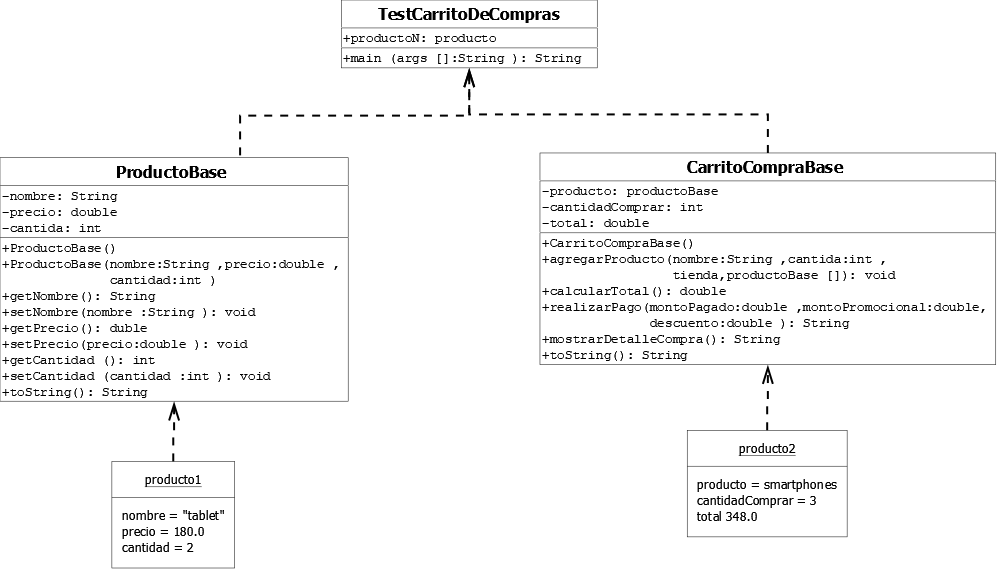 TestCarritoDeCompras
+productoN: producto
+main (args []:String ): String
ProductoBase
-nombre: String
-precio: double
-cantida: int
+ProductoBase()
+ProductoBase(nombre:String ,precio:double ,
cantidad:int )
+getNombre(): String
+setNombre(nombre :String ): void
+getPrecio(): duble
+setPrecio(precio:double ): void
+getCantidad (): int
+setCantidad (cantidad :int ): void
+toString(): String
CarritoCompraBase
-producto: productoBase
-cantidadComprar: int
-total: double
+CarritoCompraBase()
+agregarProducto(nombre:String ,cantida:int ,
tienda,productoBase []): void
+calcularTotal(): double
+realizarPago(montoPagado:double ,montoPromocional:double,
descuento:double ): String
+mostrarDetalleCompra(): String
+toString(): String
producto1
nombre = "tablet"
precio = 180.0
cantidad = 2
producto2
producto = smartphones
cantidadComprar = 3
total 348.0